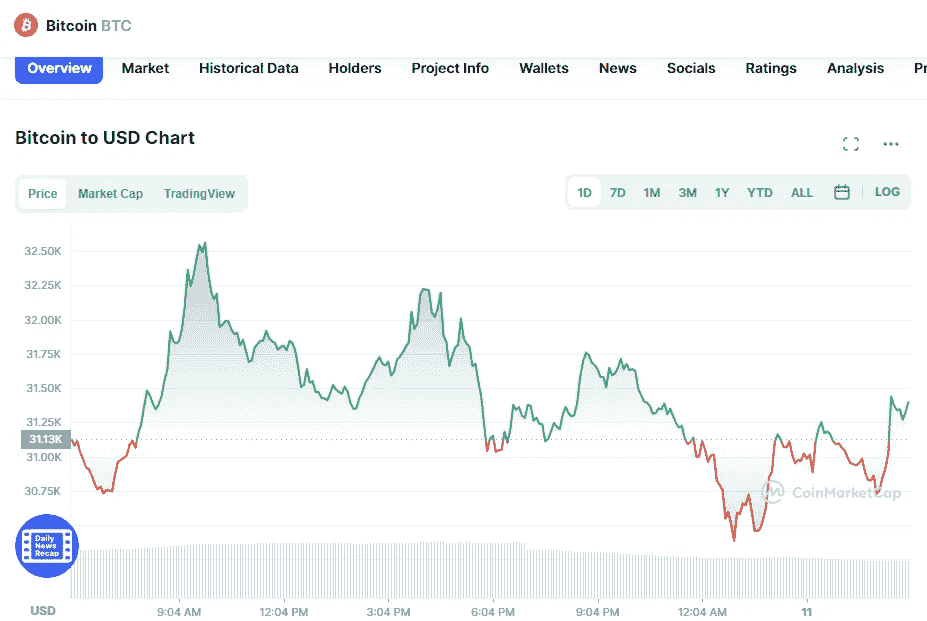 Bitcoin BTC
Overview Market Historical Data Holders Project Info Wallets News Socials Ratings Analysis Pr
Bitcoin to USD Chart
Price Market Cap TradingView
1D 7D 1M 3M 1Y YTD ALL LOG
32.50K
32.25K
32.00K
31.75K
31.50K
31.25K
31.13K
31.00K
30.75K
CoinMarketCap
Daily
News
Recap
USD
9:04 AM 12:04 PM 3:04 PM 6:04 PM 9:04 PM 12:04 AM 11